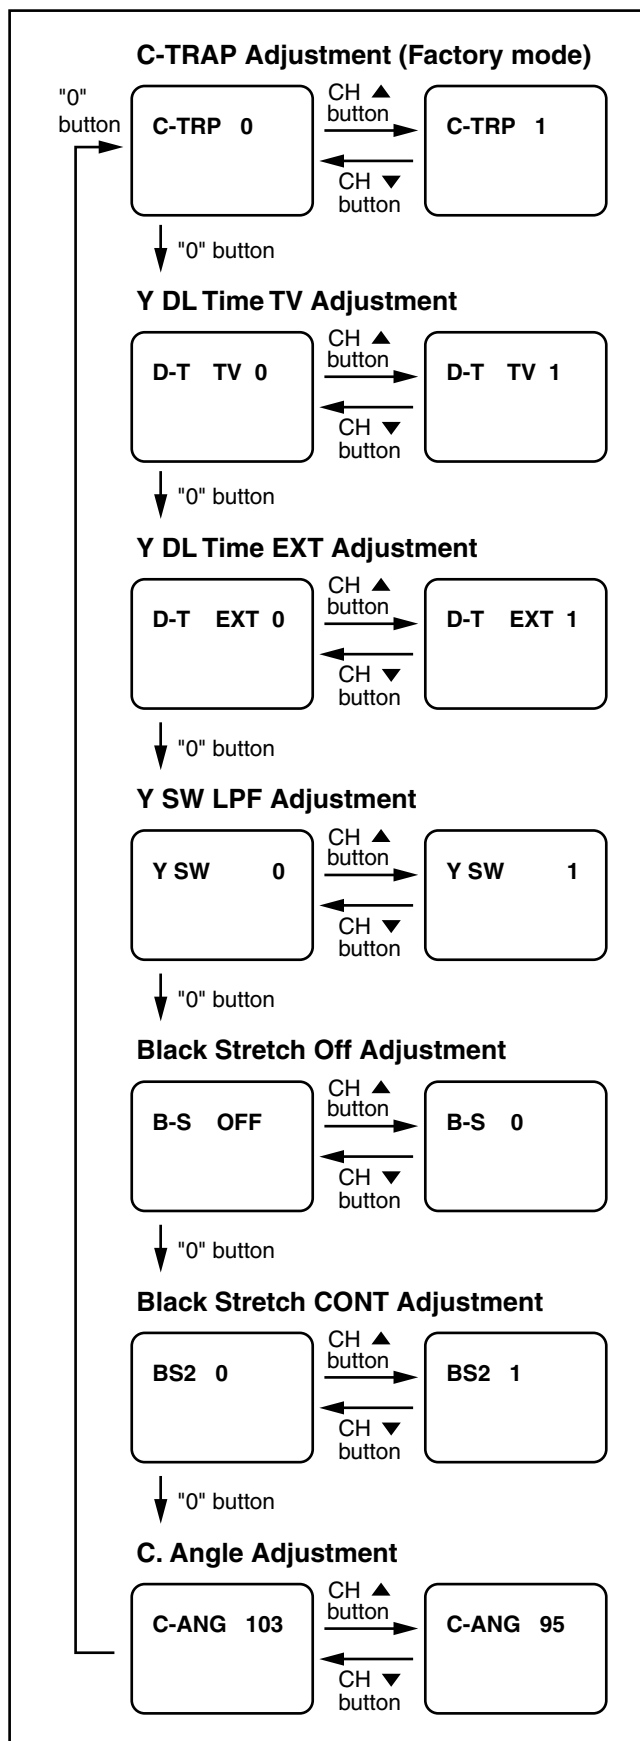 C-TRAP Adjustment (Factory mode)
"0"
button
C-TRP 0
CH ▲
button
CH ▼
button
C-TRP 1
"0" button
Y DL Time TV Adjustment
D-T TV 0
CH ▲
button
CH ▼
button
D-T TV 1
"0" button
Y DL Time EXT Adjustment
D-T EXT 0
CH ▲
button
CH ▼
button
D-T EXT 1
"0" button
Y SW LPF Adjustment
Y SW 0
CH ▲
button
CH ▼
button
Y SW 1
"0" button
Black Stretch Off Adjustment
B-S OFF
CH ▲
button
CH ▼
button
B-S 0
"0" button
Black Stretch CONT Adjustment
BS2 0
CH ▲
button
CH ▼
button
BS2 1
"0" button
C. Angle Adjustment
C-ANG 103
CH ▲
button
CH ▼
button
C-ANG 95